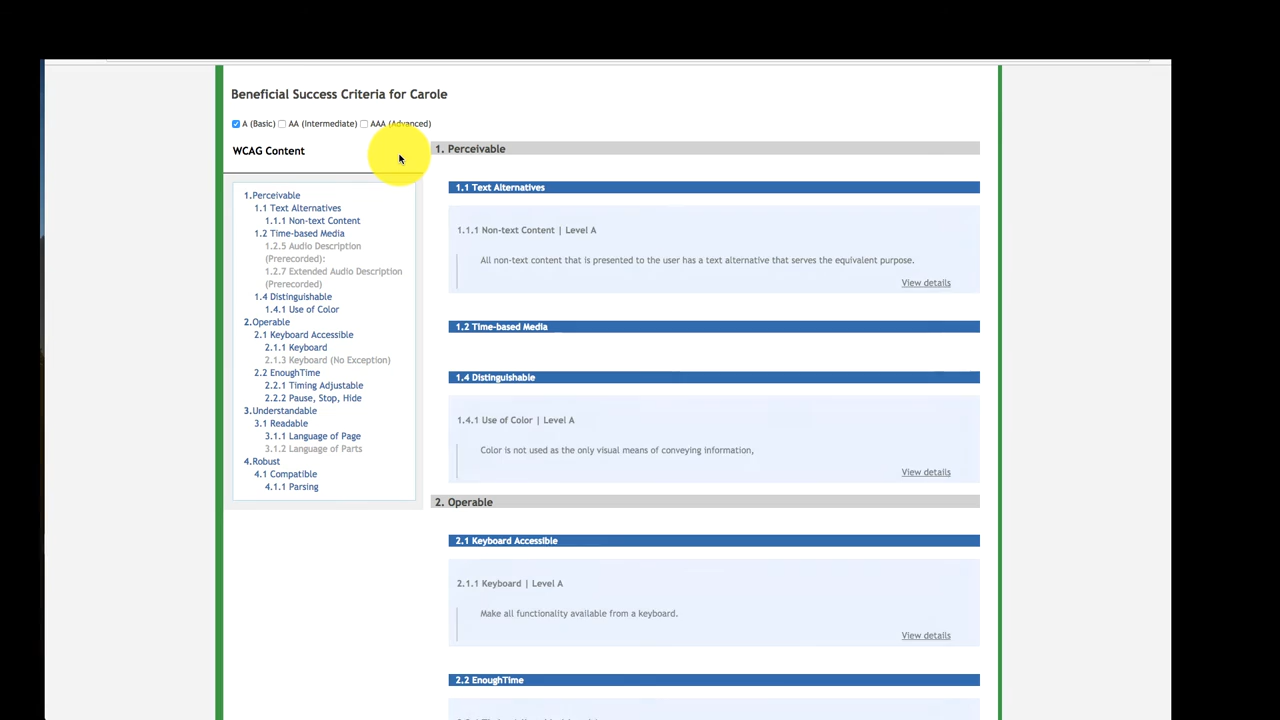 Beneficial Success Criteria for Carole
A (Basic) AA (Intermediate) AAA (Advanced)
WCAG Content
1.Perceivable
1.1 Text Alternatives
1.1.1 Non-text Content
1.2 Time-based Media
1.2.5 Audio Description
(Prerecorded):
1.2.7 Extended Audio Description
(Prerecorded)
1.4 Distinguishable
1.4.1 Use of Color
2.Operable
2.1 Keyboard Accessible
2.1.1 Keyboard
2.1.3 Keyboard (No Exception)
2.2 EnoughTime
2.2.1 Timing Adjustable
2.2.2 Pause, Stop, Hide
3.Understandable
3.1 Readable
3.1.1 Language of Page
3.1.2 Language of Parts
4.Robust
4.1 Compatible
4.1.1 Parsing
1. Perceivable
1.1 Text Alternatives
1.1.1 Non-text Content | Level A
All non-text content that is presented to the user has a text alternative that serves the equivalent purpose.
View details
1.2 Time-based Media
1.4 Distinguishable
1.4.1 Use of Color | Level A
Color is not used as the only visual means of conveying information,
View details
2. Operable
2.1 Keyboard Accessible
2.1.1 Keyboard | Level A
Make all functionality available from a keyboard.
View details
2.2 EnoughTime